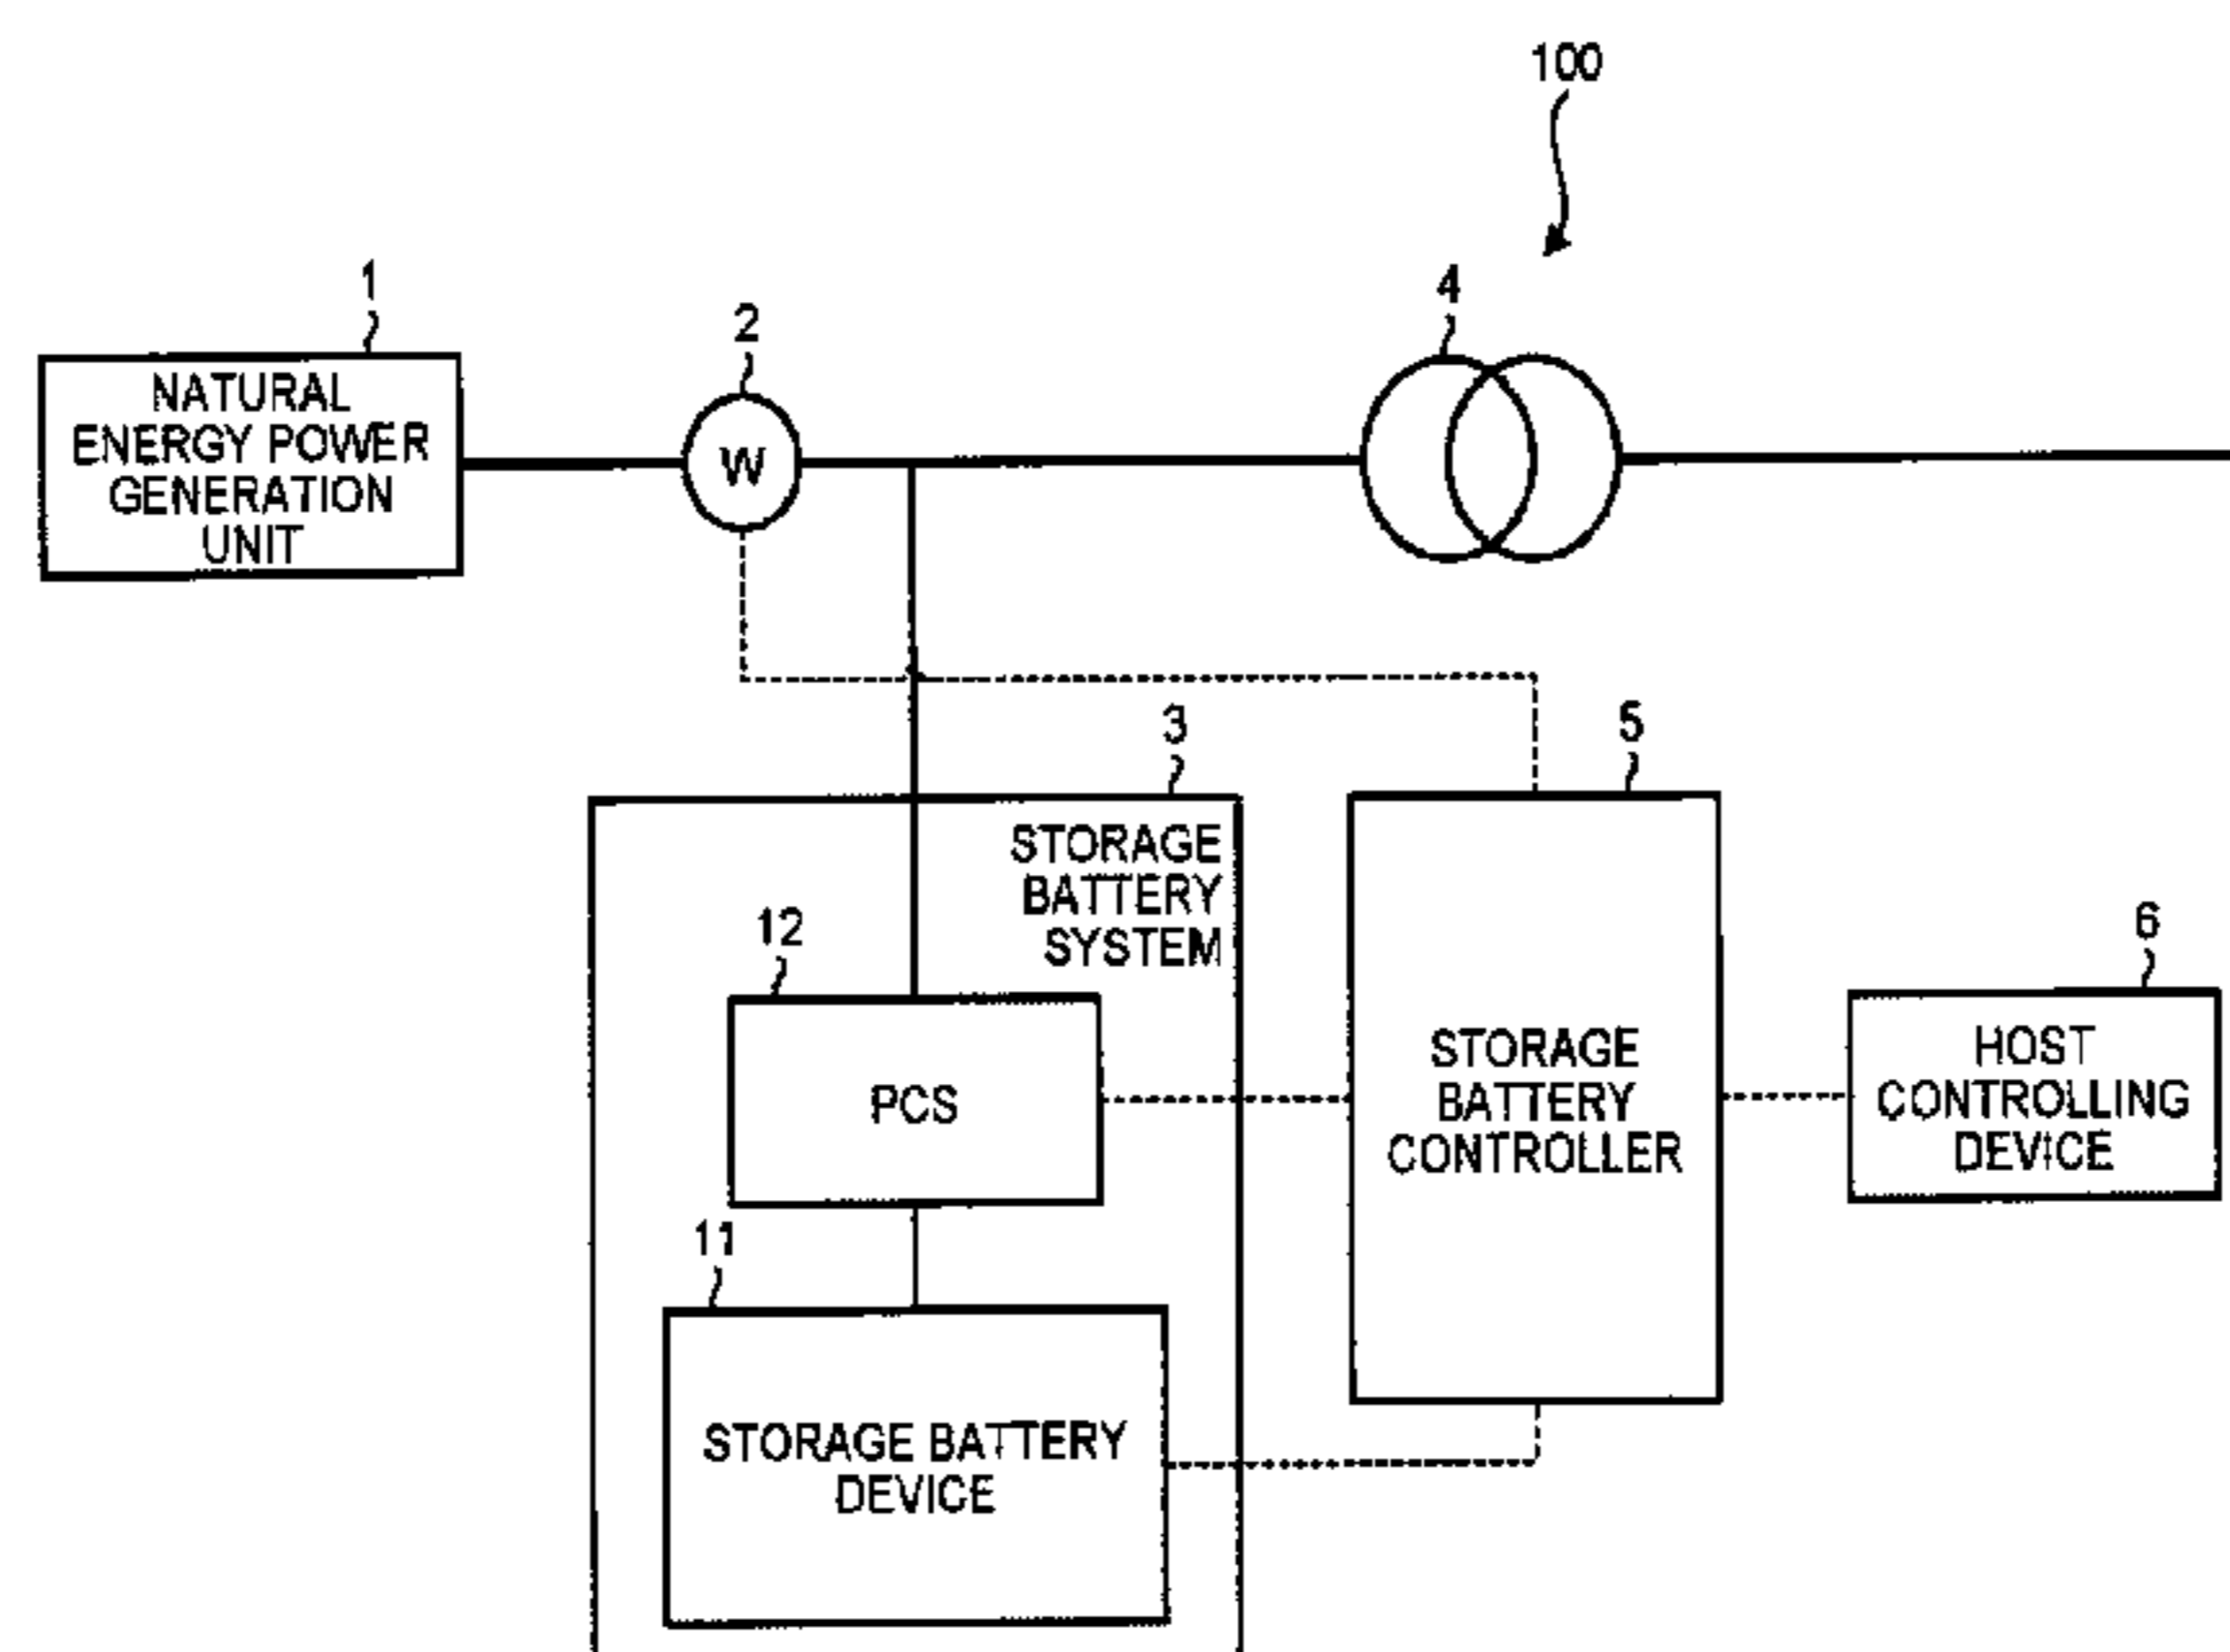 100
1
2
4
NATURAL
ENERGY POWER
GENERATION
UNIT
W
3
5
STORAGE
BATTERY
SYSTEM
12
6
PCS
STORAGE
BATTERY
CONTROLLER
HOST
CONTROLLING
DEVICE
11
STORAGE BATTERY
DEVICE